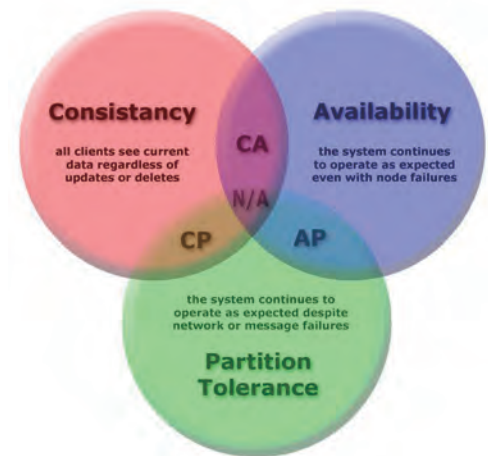 Consistancy
all clients see current
data regardless of
updates or deletes
Availability
the system continues
to operate as expected
even with node failures
CA
N/A
CP
AP
the system continues to
operate as expected despite
network or message failures
Partition
Tolerance